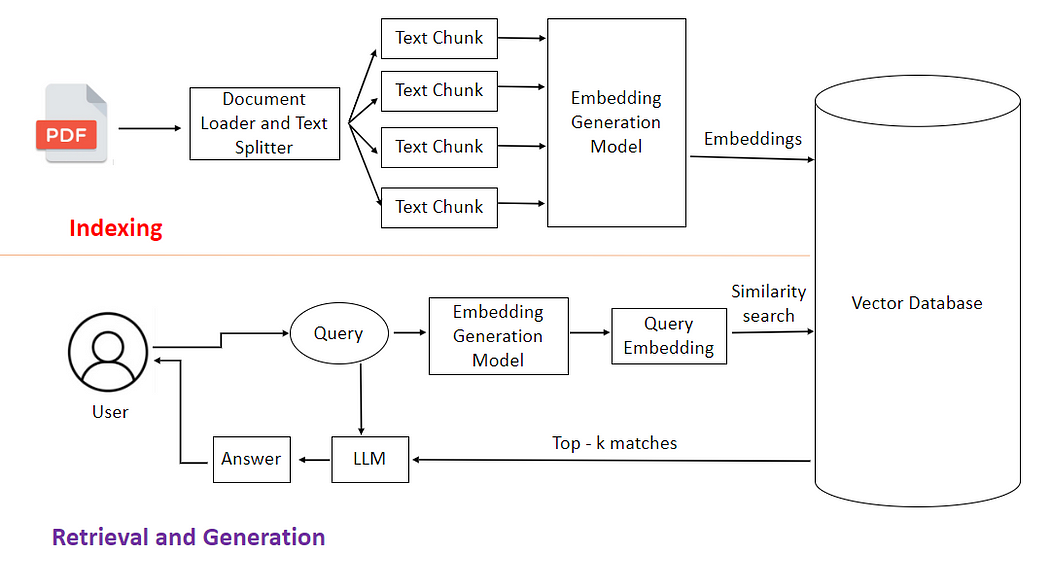 PDF
Document
Loader and Text
Splitter
Text Chunk
Text Chunk
Text Chunk
Text Chunk
Embedding
Generation
Model
Embeddings
Indexing
Vector Database
User
Query
Embedding
Generation
Model
Query
Embedding
Similarity
search
Top - k matches
LLM
Answer
Retrieval and Generation